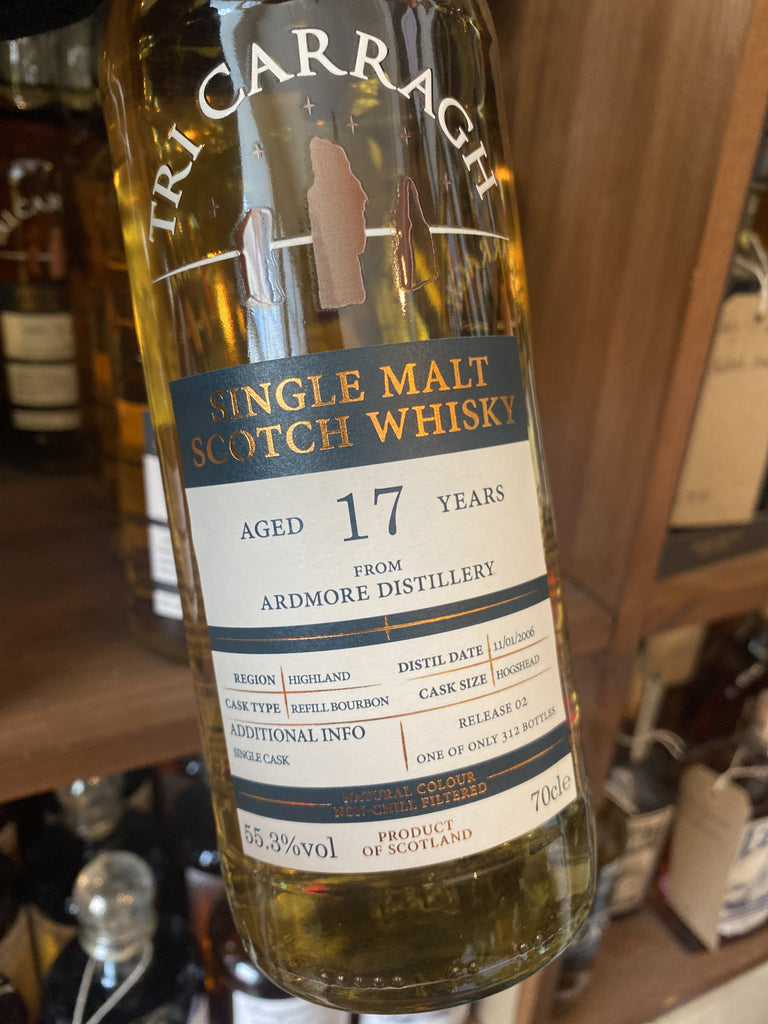 TRI CARRAGH
SINGLE MALT
SCOTCH WHISKY
AGED 17 YEARS
FROM
ARDMORE DISTILLERY
REGION HIGHLAND
CASK TYPE REFILL BOURBON
DISTIL DATE 11/01/2006
CASK SIZE HOGSHEAD
ADDITIONAL INFO
SINGLE CASK
RELEASE 02
ONE OF ONLY 312 BOTTLES
NATURAL COLOUR
NON-CHILL FILTERED
55.3%vol
PRODUCT
OF SCOTLAND
70cle